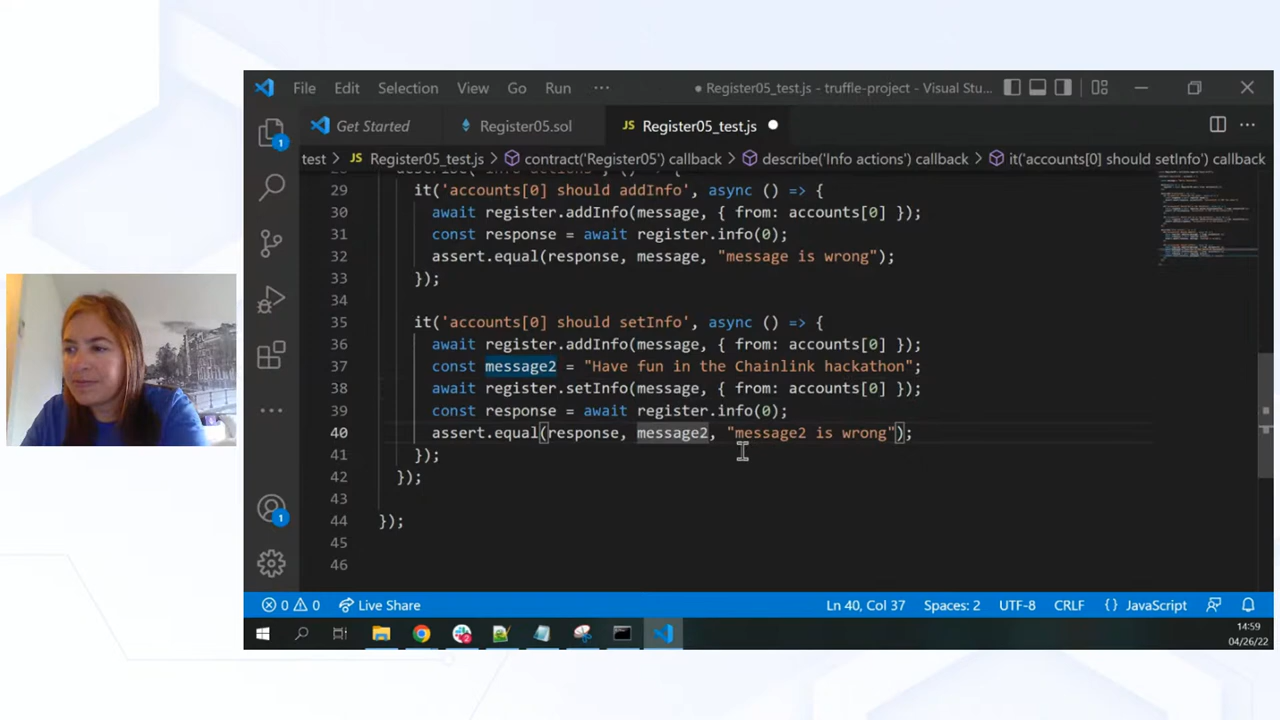 File Edit Selection View Go Run ··· ● Register05_test.js - truffle-project - Visual Stu...
Get Started Register05.sol JS Register05_test.js ● ···
test > JS Register05_test.js > contract('Register05') callback > describe('Info actions') callback > it('accounts[0] should setInfo') callback
29 it('accounts[0] should addInfo', async () => {
30 await register.addInfo(message, { from: accounts[0] });
31 const response = await register.info(0);
32 assert.equal(response, message, "message is wrong");
33 });
34
35 it('accounts[0] should setInfo', async () => {
36 await register.addInfo(message, { from: accounts[0] });
37 const message2 = "Have fun in the Chainlink hackathon";
38 await register.setInfo(message, { from: accounts[0] });
39 const response = await register.info(0);
40 assert.equal(response, message2, "message2 is wrong");
41 });
42 });
43
44 });
45
46
1
1
0 0 Live Share Ln 40, Col 37 Spaces: 2 UTF-8 CRLF {} JavaScript
14:59
04/26/22